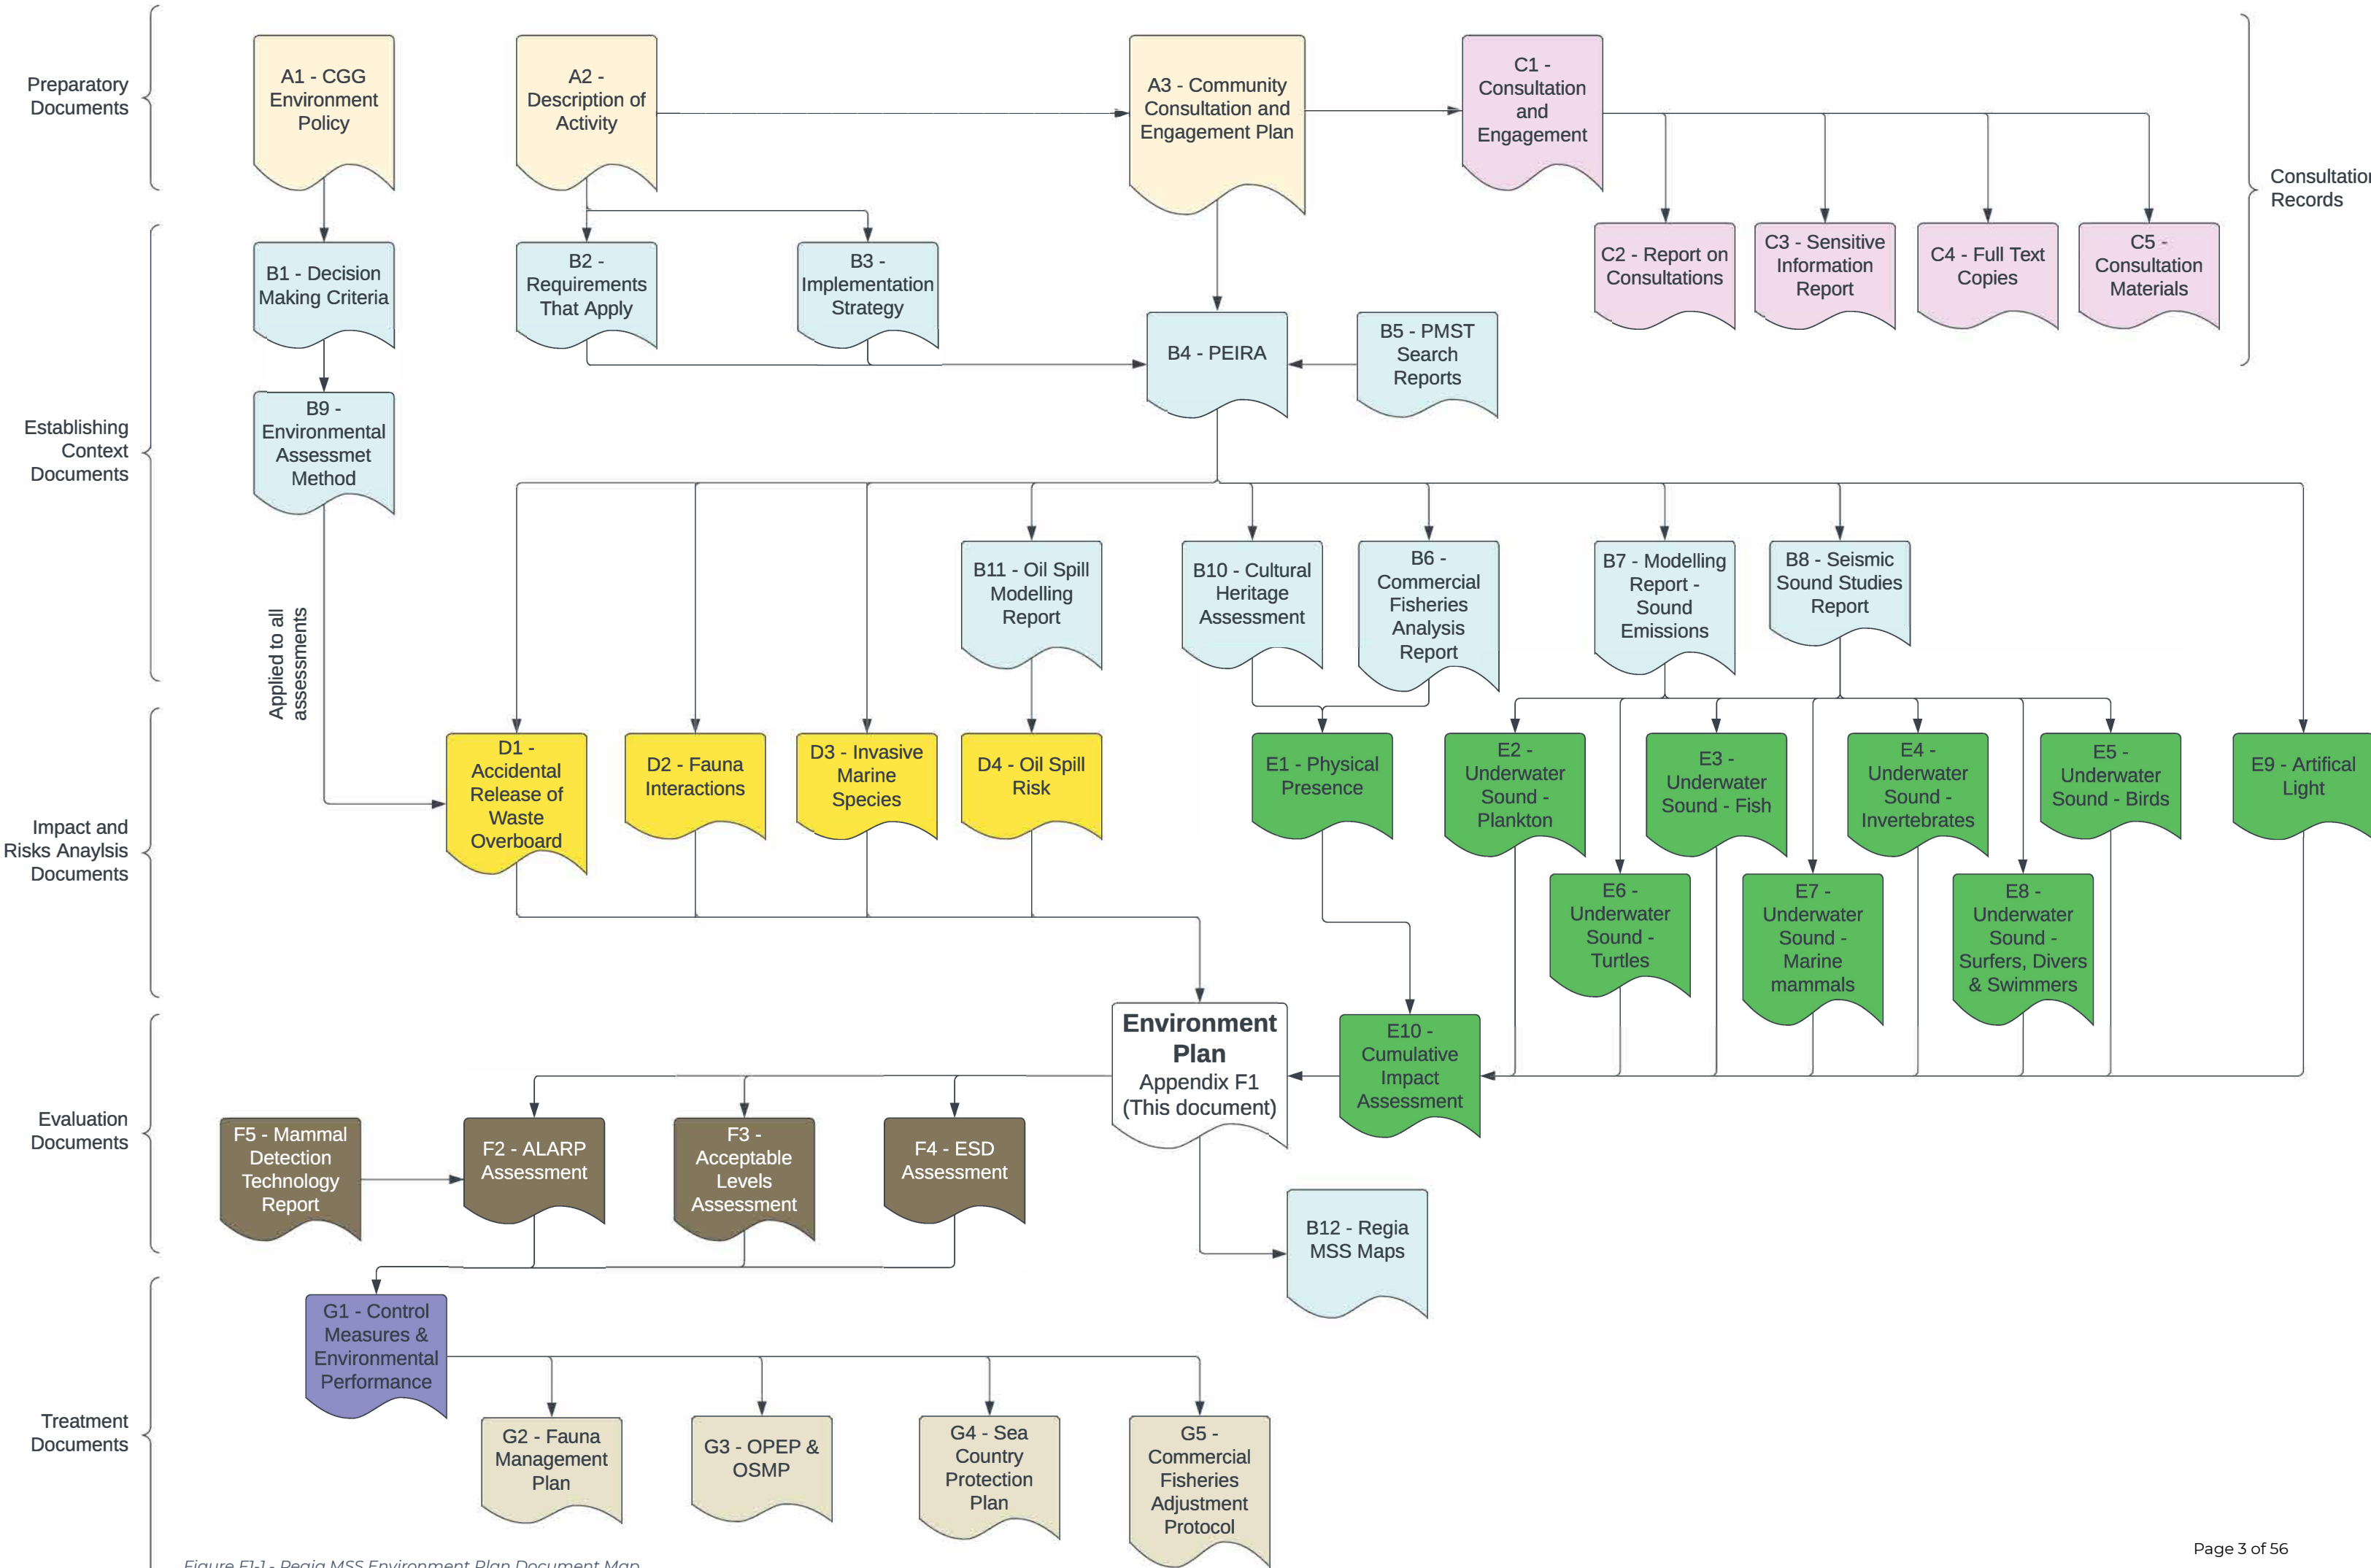 Preparatory
Documents
A1 - CGG
Environment
Policy
A2 -
Description of
Activity
A3 - Community
Consultation and
Engagement Plan
C1 -
Consultation
and
Engagement
Consultation
Records
C2 - Report on
Consultations
C3 - Sensitive
Information
Report
C4 - Full Text
Copies
C5 -
Consultation
Materials
Establishing
Context
Documents
B1 - Decision
Making Criteria
B2 -
Requirements
That Apply
B3 -
Implementation
Strategy
B4 - PEIRA
B5 - PMST
Search
Reports
B9 -
Environmental
Assessmet
Method
Applied to all
assessments
B11 - Oil Spill
Modelling
Report
B10 - Cultural
Heritage
Assessment
B6 -
Commercial
Fisheries
Analysis
Report
B7 - Modelling
Report -
Sound
Emissions
B8 - Seismic
Sound Studies
Report
Impact and
Risks Anaylsis
Documents
D1 -
Accidental
Release of
Waste
Overboard
D2 - Fauna
Interactions
D3 - Invasive
Marine
Species
D4 - Oil Spill
Risk
E1 - Physical
Presence
E2 -
Underwater
Sound -
Plankton
E3 -
Underwater
Sound - Fish
E4 -
Underwater
Sound -
Invertebrates
E5 -
Underwater
Sound - Birds
E9 - Artifical
Light
E6 -
Underwater
Sound -
Turtles
E7 -
Underwater
Sound -
Marine
mammals
E8 -
Underwater
Sound -
Surfers, Divers
& Swimmers
Evaluation
Documents
Environment
Plan
Appendix F1
(This document)
E10 -
Cumulative
Impact
Assessment
F5 - Mammal
Detection
Technology
Report
F2 - ALARP
Assessment
F3 -
Acceptable
Levels
Assessment
F4 - ESD
Assessment
B12 - Regia
MSS Maps
Treatment
Documents
G1 - Control
Measures &
Environmental
Performance
G2 - Fauna
Management
Plan
G3 - OPEP &
OSMP
G4 - Sea
Country
Protection
Plan
G5 -
Commercial
Fisheries
Adjustment
Protocol
Figure F1-1 - Regia MSS Environment Plan Document Map
Page 3 of 56